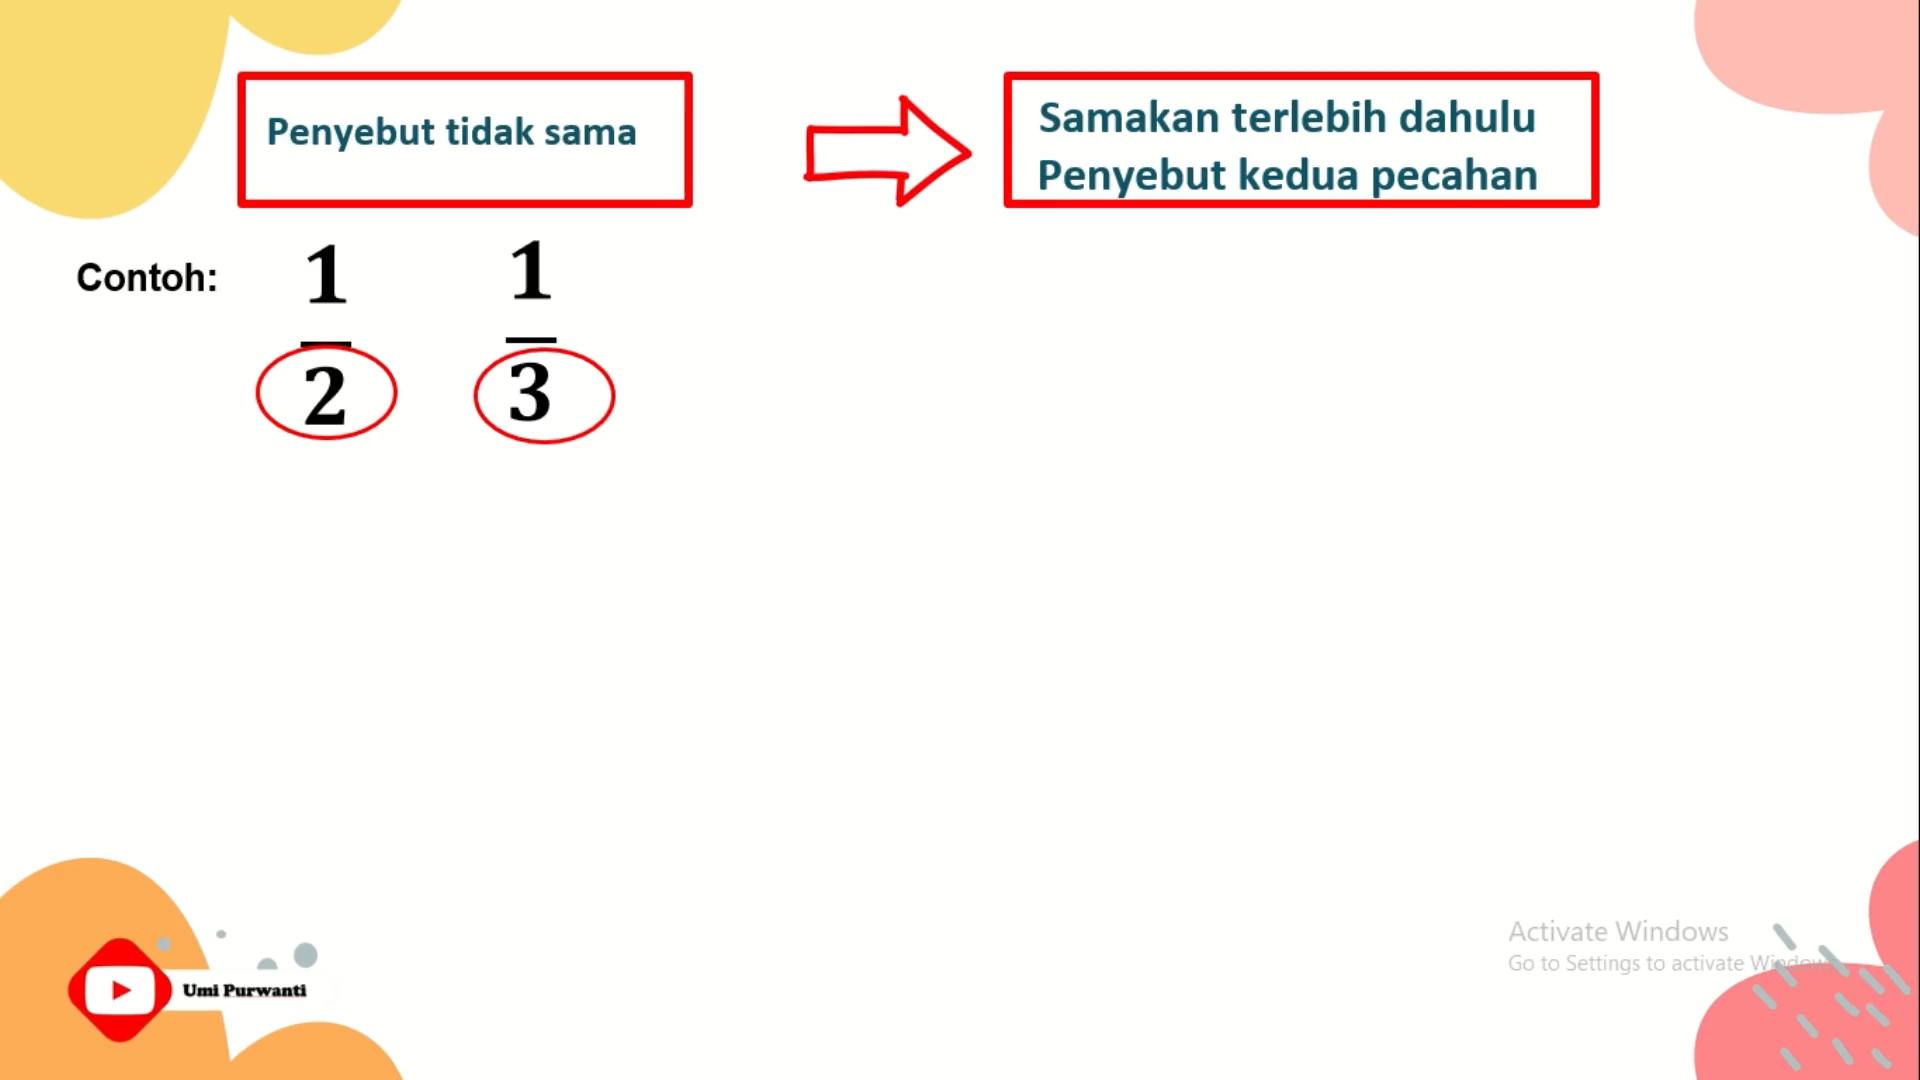 Penyebut tidak sama
Samakan terlebih dahulu
Penyebut kedua pecahan
Contoh:
1 1
2 3
Activate Windows
Go to Settings to activate Windows
Umi Purwanti